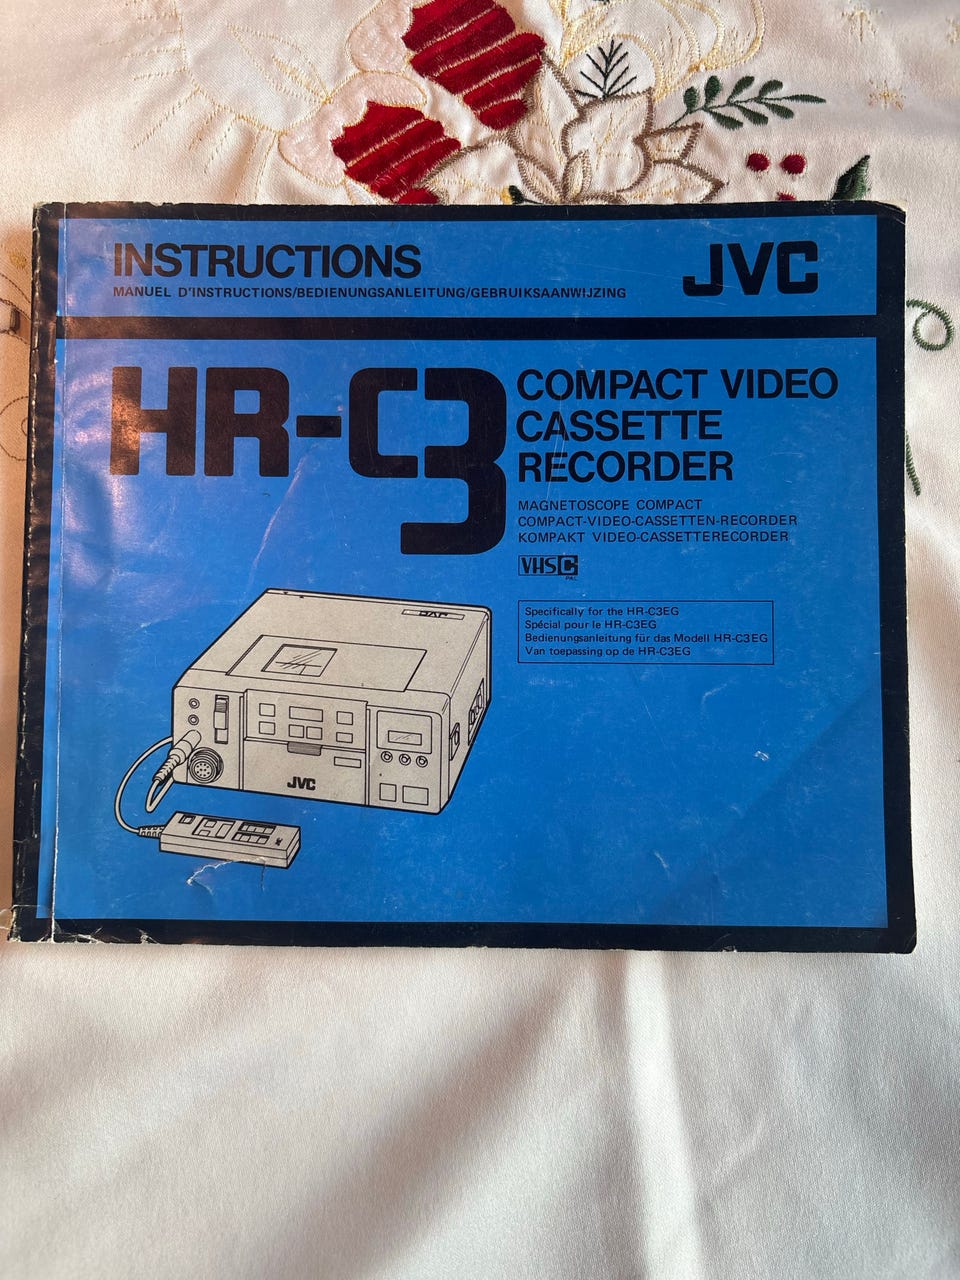 INSTRUCTIONS
MANUEL D'INSTRUCTIONS/BEDIENUNGSANLEITUNG/GEBRUIKSAANWIJZING
JVC
HR-C3
COMPACT VIDEO
CASSETTE
RECORDER
MAGNETOSCOPE COMPACT
COMPACT-VIDEO-CASSETTEN-RECORDER
KOMPAKT VIDEO-CASSETTERECORDER
VHS C
PAL
Specifically for the HR-C3EG
Spécial pour le HR-C3EG
Bedienungsanleitung für das Modell HR-C3EG
Van toepassing op de HR-C3EG
JVC